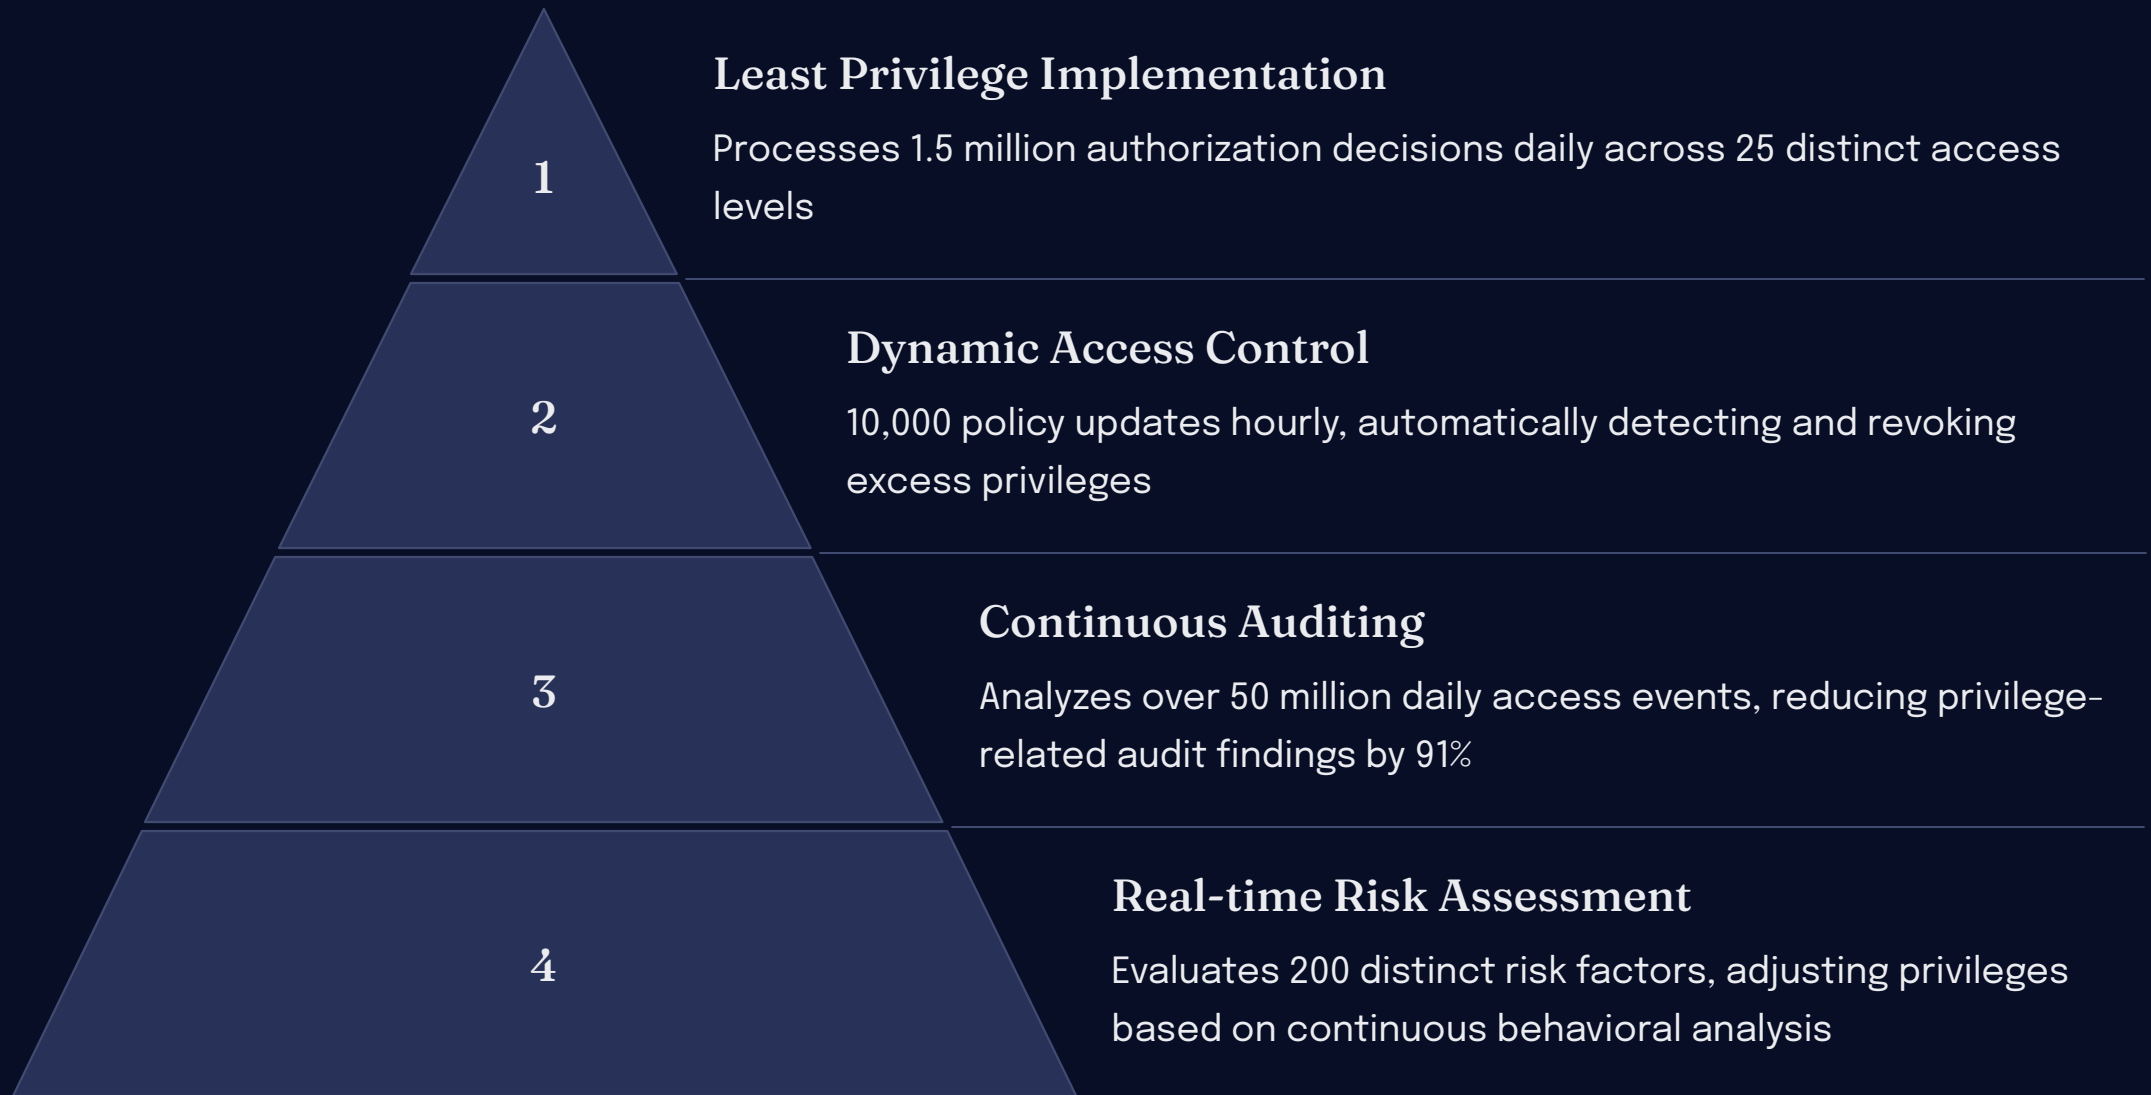 1
Least Privilege Implementation
Processes 1.5 million authorization decisions daily across 25 distinct access
levels
2
Dynamic Access Control
10,000 policy updates hourly, automatically detecting and revoking
excess privileges
3
Continuous Auditing
Analyzes over 50 million daily access events, reducing privilege-
related audit findings by 91%
4
Real-time Risk Assessment
Evaluates 200 distinct risk factors, adjusting privileges
based on continuous behavioral analysis